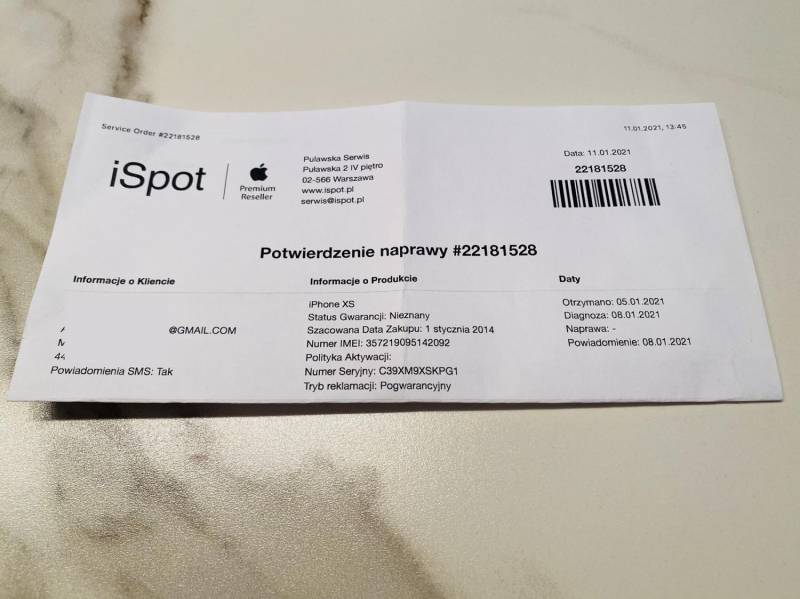 Service Order #22181528
11.01.2021, 13:45
iSpot
Premium
Reseller
Puławska Serwis
Puławska 2 IV piętro
02-566 Warszawa
www.ispot.pl
serwis@ispot.pl
Data: 11.01.2021
22181528
Potwierdzenie naprawy #22181528
Informacje o Kliencie
@GMAIL.COM
44
Powiadomienia SMS: Tak
Informacje o Produkcie
iPhone XS
Status Gwarancji: Nieznany
Szacowana Data Zakupu: 1 stycznia 2014
Numer IMEI: 357219095142092
Polityka Aktywacji:
Numer Seryjny: C39XM9XSKPG1
Tryb reklamacji: Pogwarancyjny
Daty
Otrzymano: 05.01.2021
Diagnoza: 08.01.2021
Naprawa: -
Powiadomienie: 08.01.2021